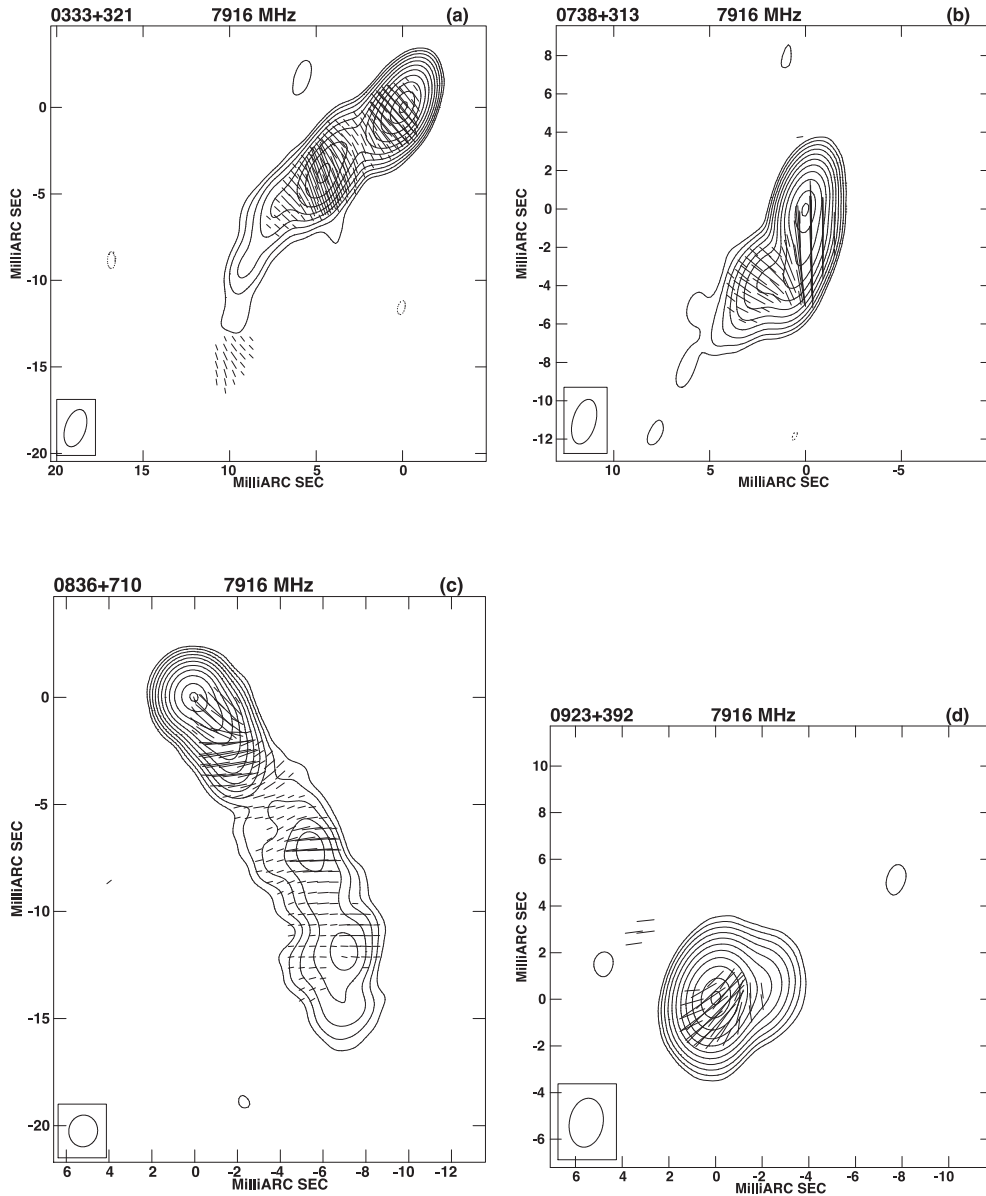 0333+321 7916 MHz (a)
0
-5
-10
-15
-20
MilliARC SEC
20 15 10 5 0
MilliARC SEC
0738+313 7916 MHz (b)
8
6
4
2
0
-2
-4
-6
-8
-10
-12
MilliARC SEC
10 5 0 -5
MilliARC SEC
0836+710 7916 MHz (c)
0
-5
-10
-15
-20
MilliARC SEC
6 4 2 0 -2 -4 -6 -8 -10 -12
MilliARC SEC
0923+392 7916 MHz (d)
10
8
6
4
2
0
-2
-4
-6
MilliARC SEC
6 4 2 0 -2 -4 -6 -8 -10
MilliARC SEC